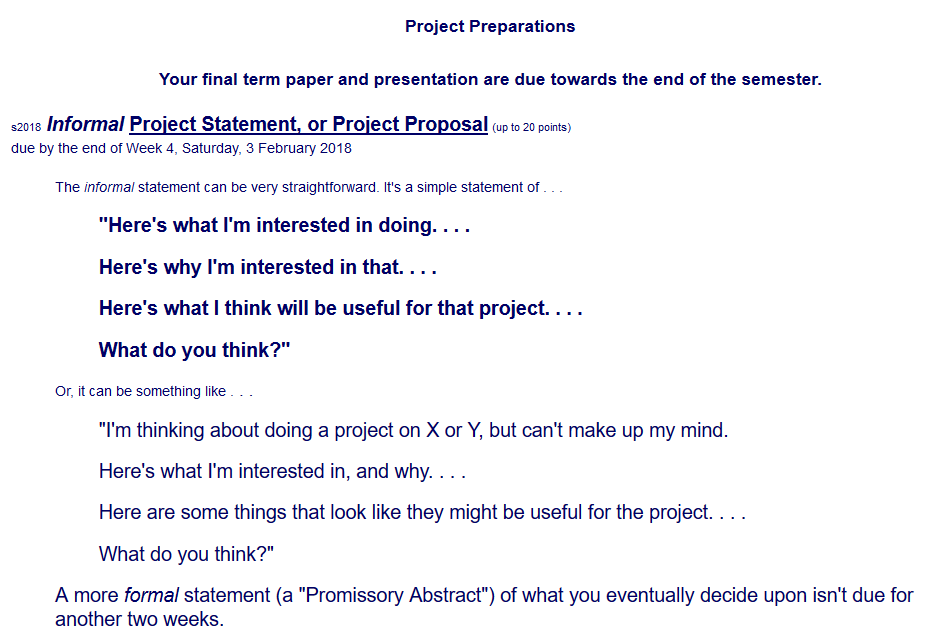 Project Preparations
Your final term paper and presentation are due towards the end of the semester.
s2018 Informal Project Statement, or Project Proposal (up to 20 points)
due by the end of Week 4, Saturday, 3 February 2018
The informal statement can be very straightforward. It's a simple statement of . . .
"Here's what I'm interested in doing. . . .
Here's why I'm interested in that. . . .
Here's what I think will be useful for that project. . . .
What do you think?"
Or, it can be something like . . .
"I'm thinking about doing a project on X or Y, but can't make up my mind.
Here's what I'm interested in, and why. . . .
Here are some things that look like they might be useful for the project. . . .
What do you think?"
A more formal statement (a "Promissory Abstract") of what you eventually decide upon isn't due for
another two weeks.